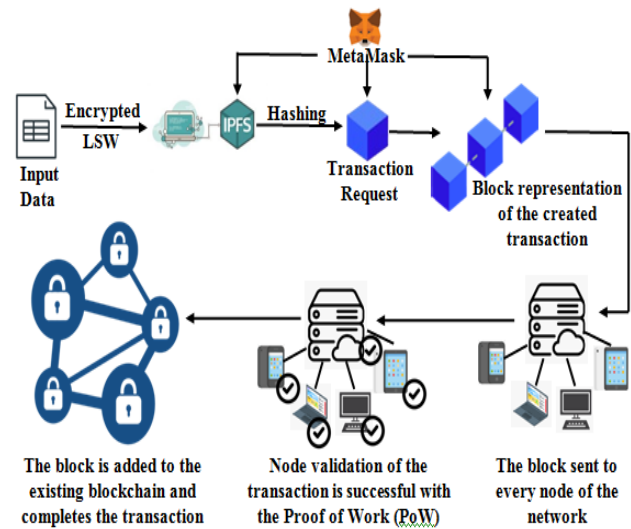 MetaMask
Encrypted
LSW
IPFS
Hashing
Input
Data
Transaction
Request
Block representation
of the created
transaction
The block is added to the
existing blockchain and
completes the transaction
Node validation of the
transaction is successful with
the Proof of Work (PoW)
The block sent to
every node of the
network